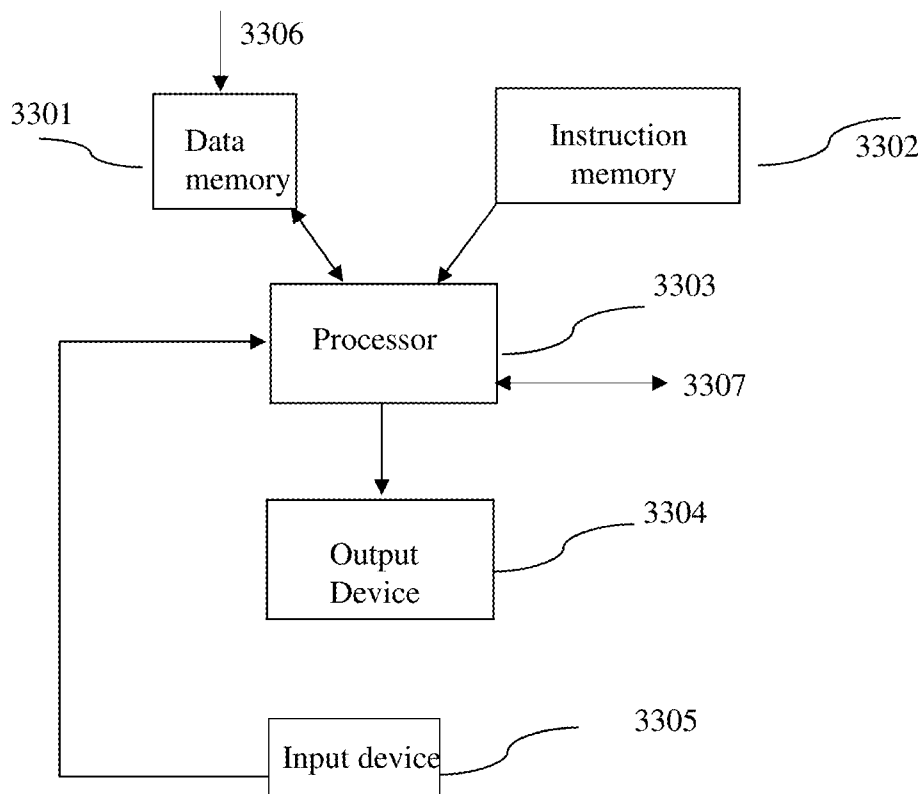 3306
3301
Data
memory
Instruction
memory
3302
3303
Processor
3307
3304
Output
Device
3305
Input device